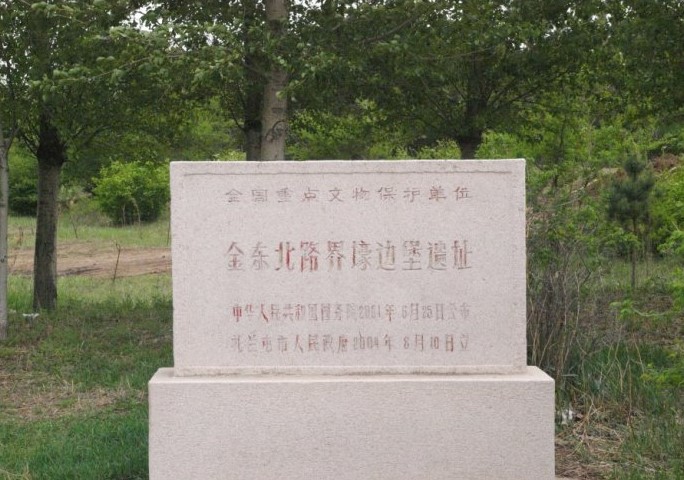 全国重点文物保护单位
金东北路界壕边堡遗址
中华人民共和国国务院2001年6月25日公布
扎兰屯市人民政府2004年8月10日立